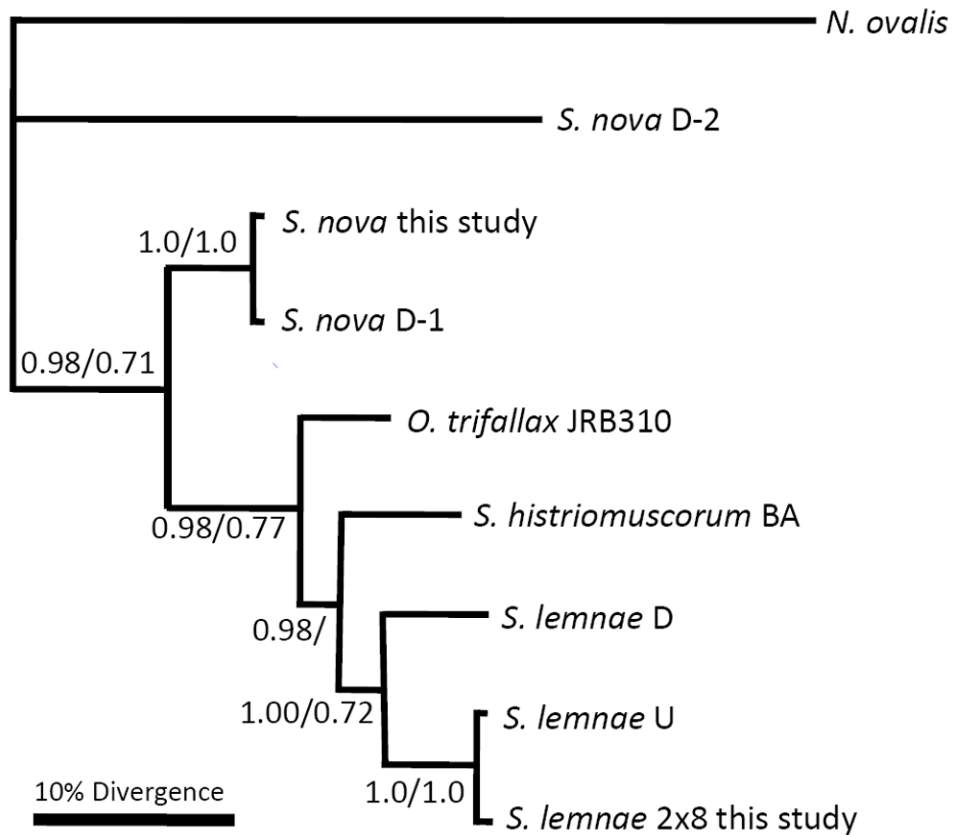 N. ovalis
S. nova D-2
S. nova this study
1.0/1.0
S. nova D-1
0.98/0.71
O. trifallax JRB310
0.98/0.77
S. histriomuscorum BA
S. lemnae D
0.98/
1.00/0.72
S. lemnae U
1.0/1.0
10% Divergence
S. lemnae 2x8 this study